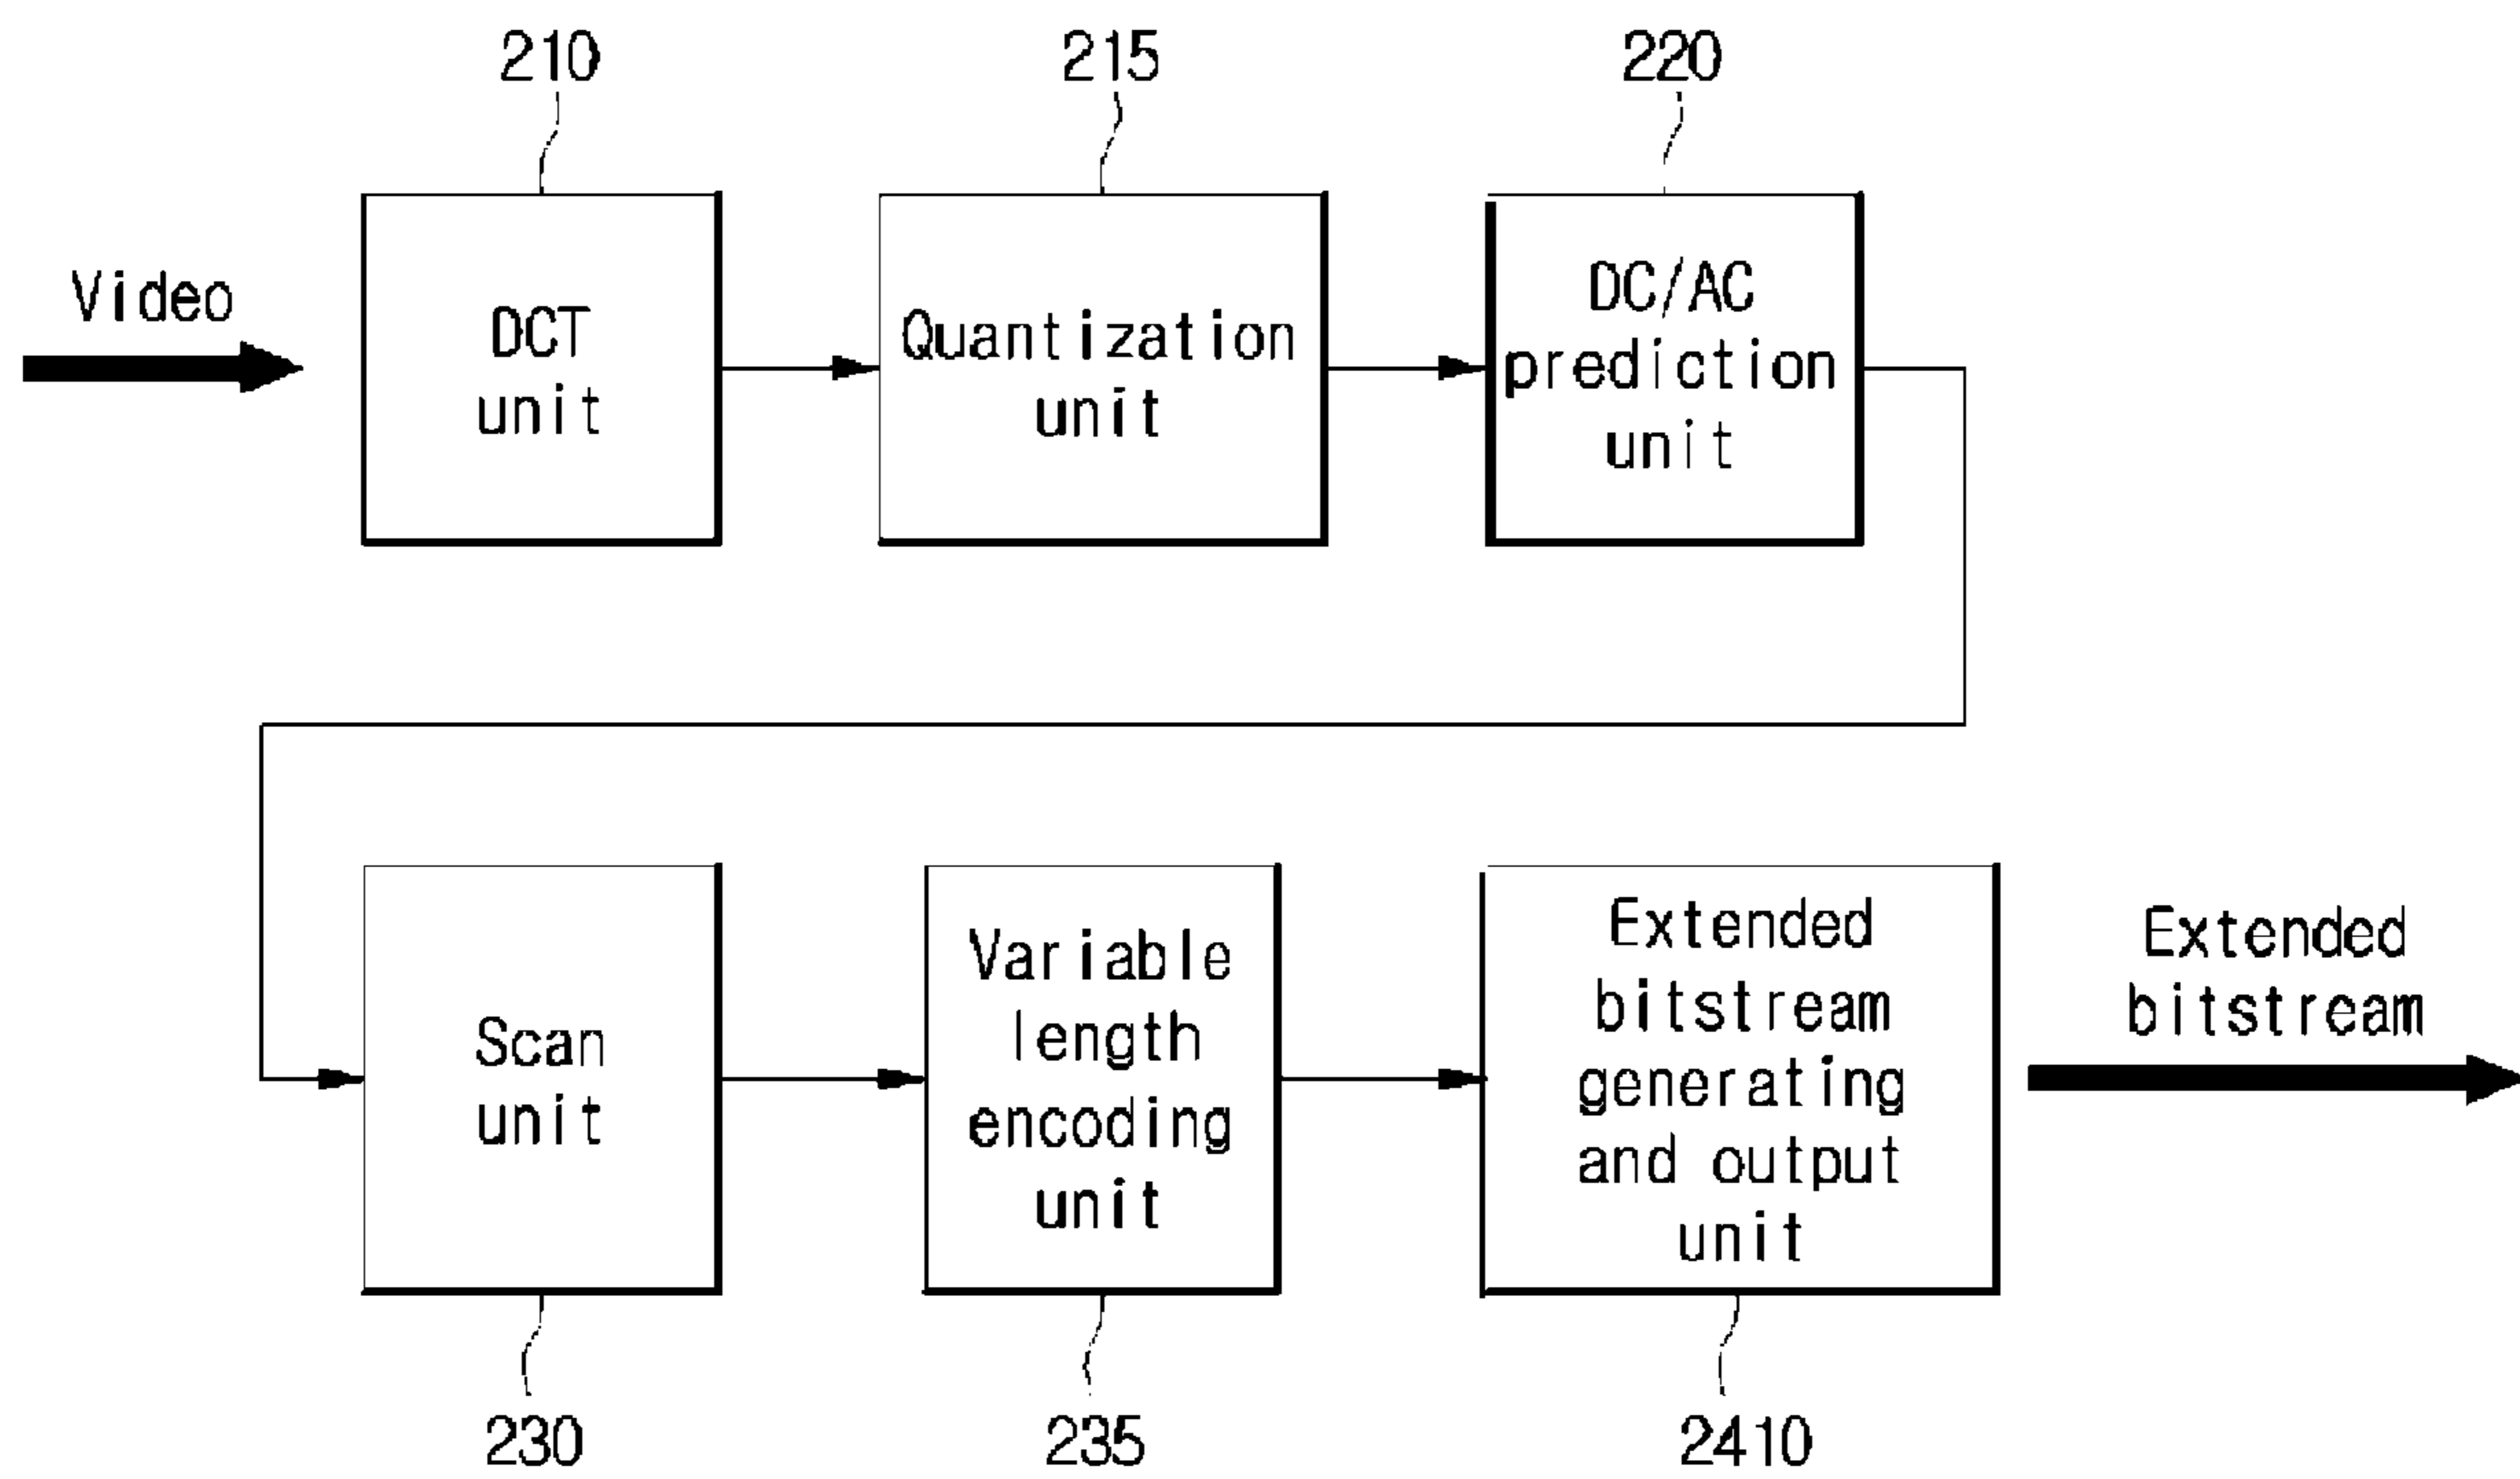 210
215
220
Video
DCT
unit
Quantization
unit
DC/AC
prediction
unit
Scan
unit
Variable
length
encoding
unit
Extended
bitstream
generating
and output
unit
Extended
bitstream
230
235
2410